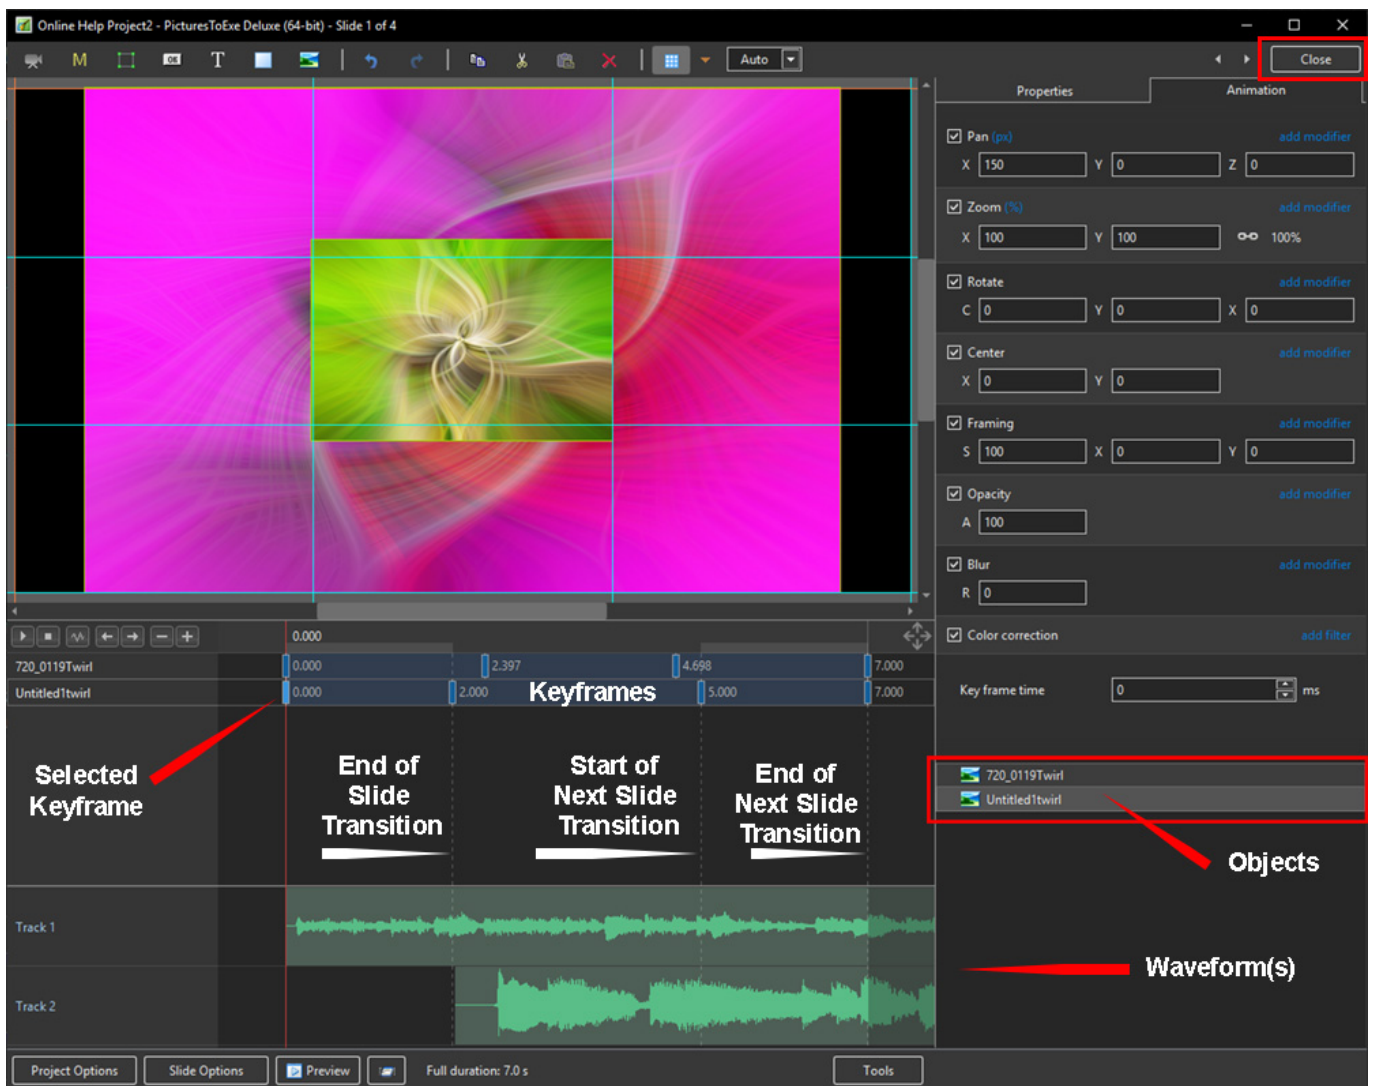 Online Help Project2 - PicturesToExe Deluxe (64-bit) - Slide 1 of 4
M OK T Auto Close
Properties Animation
Pan (px) add modifier
X 150 Y 0 Z 0
Zoom (%) add modifier
X 100 Y 100 100%
Rotate add modifier
C 0 Y 0 X 0
Center add modifier
X 0 Y 0
Framing add modifier
S 100 X 0 Y 0
Opacity add modifier
A 100
Blur add modifier
R 0
Color correction add filter
Key frame time 0 ms
720_0119Twirl
Untitled1twirl
Objects
Waveform(s)
0.000
720_0119Twirl 0.000 2.397 4.698 7.000
Untitled1twirl 0.000 2.000 Keyframes 5.000 7.000
Selected
Keyframe
End of
Slide
Transition
Start of
Next Slide
Transition
End of
Next Slide
Transition
Track 1
Track 2
Project Options Slide Options Preview Full duration: 7.0 s Tools